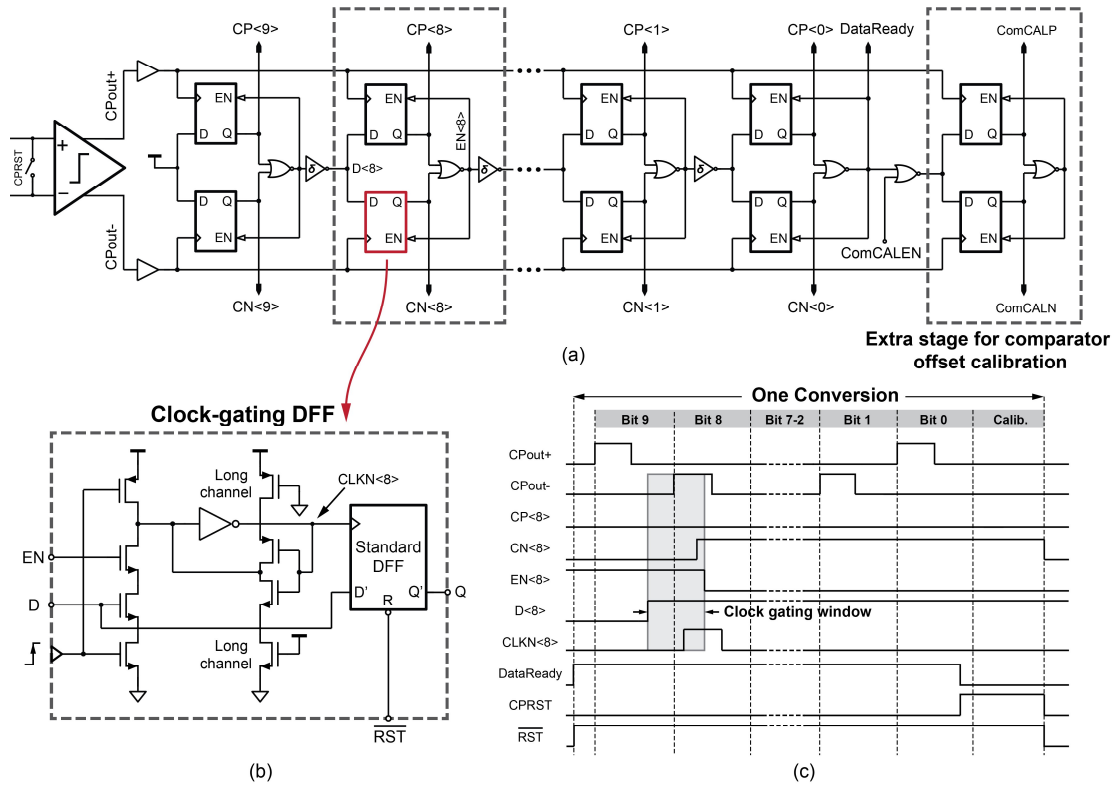 CP<9>
CP<8>
CP<1>
CP<0>
DataReady
ComCALP
CPout+
CPRST
+
−
CPout-
EN
D Q
D Q
EN
δ
D<8>
EN
D Q
D Q
EN
EN<8>
δ
EN
D Q
D Q
EN
δ
EN
D Q
D Q
EN
ComCALEN
EN
D Q
D Q
EN
CN<9>
CN<8>
CN<1>
CN<0>
ComCALN
Extra stage for comparator
offset calibration
(a)
Clock-gating DFF
Long
channel
CLKN<8>
EN
D
Standard
DFF
D'
Q'
R
Q
Long
channel
RST
(b)
One Conversion
Bit 9
Bit 8
Bit 7-2
Bit 1
Bit 0
Calib.
CPout+
CPout-
CP<8>
CN<8>
EN<8>
D<8>
Clock gating window
CLKN<8>
DataReady
CPRST
RST
(c)